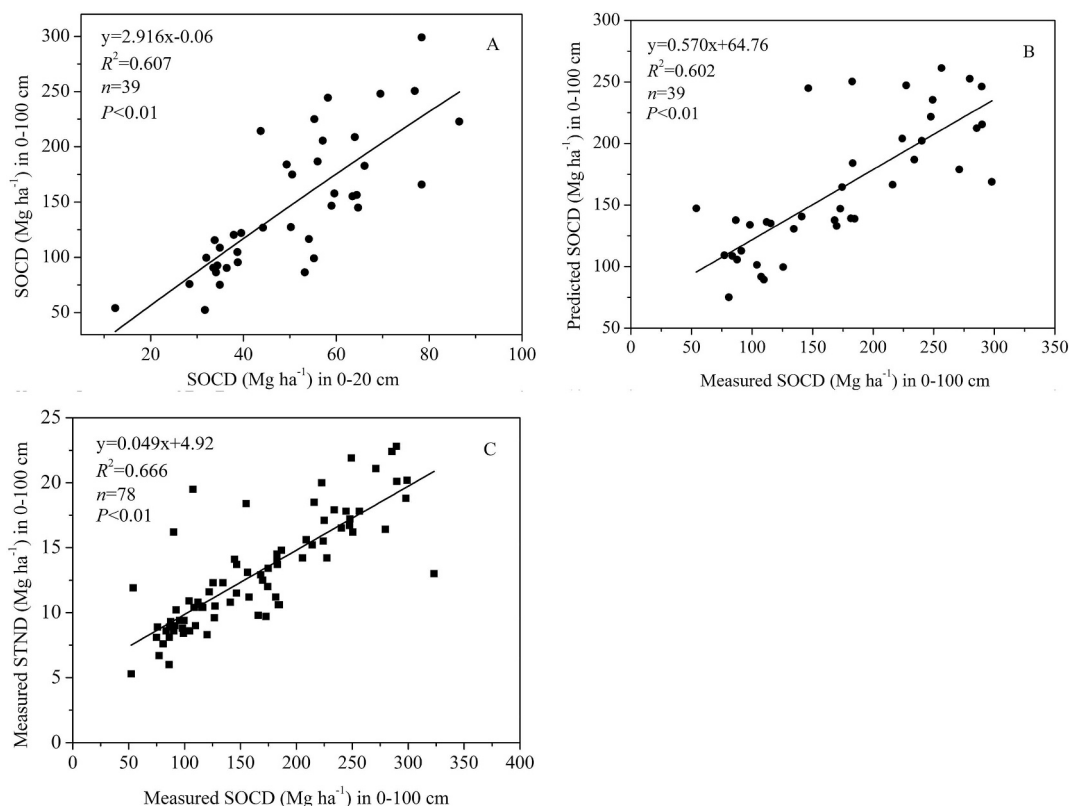 y=2.916x-0.06
R²=0.607
n=39
P<0.01
A
300
250
200
150
100
50
20
40
60
80
100
SOCD (Mg ha⁻¹) in 0-100 cm
SOCD (Mg ha⁻¹) in 0-20 cm
y=0.570x+64.76
R²=0.602
n=39
P<0.01
B
300
250
200
150
100
50
0
0
50
100
150
200
250
300
350
Predicted SOCD (Mg ha⁻¹) in 0-100 cm
Measured SOCD (Mg ha⁻¹) in 0-100 cm
y=0.049x+4.92
R²=0.666
n=78
P<0.01
C
25
20
15
10
5
0
0
50
100
150
200
250
300
350
400
Measured STND (Mg ha⁻¹) in 0-100 cm
Measured SOCD (Mg ha⁻¹) in 0-100 cm